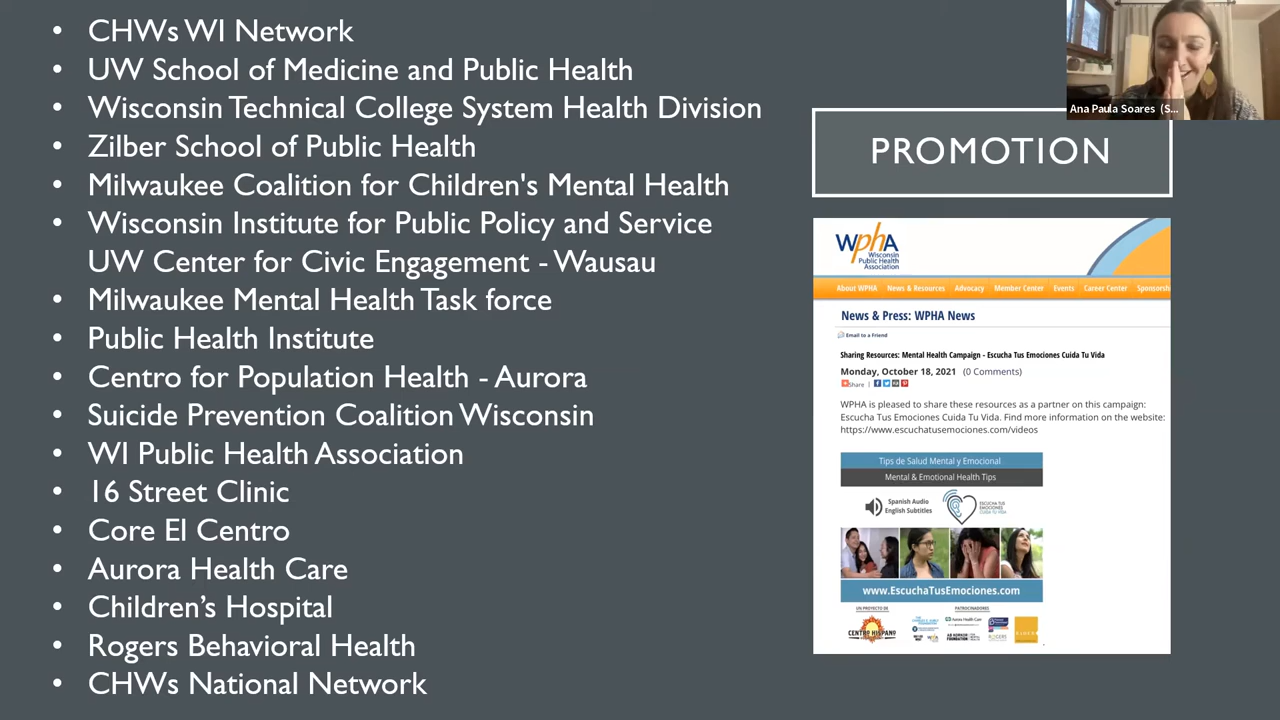 CHWs WI Network
UW School of Medicine and Public Health
Wisconsin Technical College System Health Division
Zilber School of Public Health
Milwaukee Coalition for Children's Mental Health
Wisconsin Institute for Public Policy and Service
UW Center for Civic Engagement - Wausau
Milwaukee Mental Health Task force
Public Health Institute
Centro for Population Health - Aurora
Suicide Prevention Coalition Wisconsin
WI Public Health Association
16 Street Clinic
Core El Centro
Aurora Health Care
Children's Hospital
Rogers Behavioral Health
CHWs National Network
Ana Paula Soares (S...
PROMOTION
WphA
Wisconsin
Public Health
Association
About WPHA News & Resources Advocacy Member Center Events Career Center Sponsorsh
News & Press: WPHA News
Email to a Friend
Sharing Resources: Mental Health Campaign - Escucha Tus Emociones Cuida Tu Vida
Monday, October 18, 2021 (0 Comments)
Share |
WPHA is pleased to share these resources as a partner on this campaign:
Escucha Tus Emociones Cuida Tu Vida. Find more information on the website:
https://www.escuchatusemociones.com/videos
Tips de Salud Mental y Emocional
Mental & Emotional Health Tips
Spanish Audio
English Subtitles
ESCUCHA TUS
EMOCIONES
CUIDA TU VIDA
www.EscuchaTusEmociones.com
UN PROYECTO DE
PATROCINADORES
CENTRO HISPANO
Aurora Health Care
ROGERS